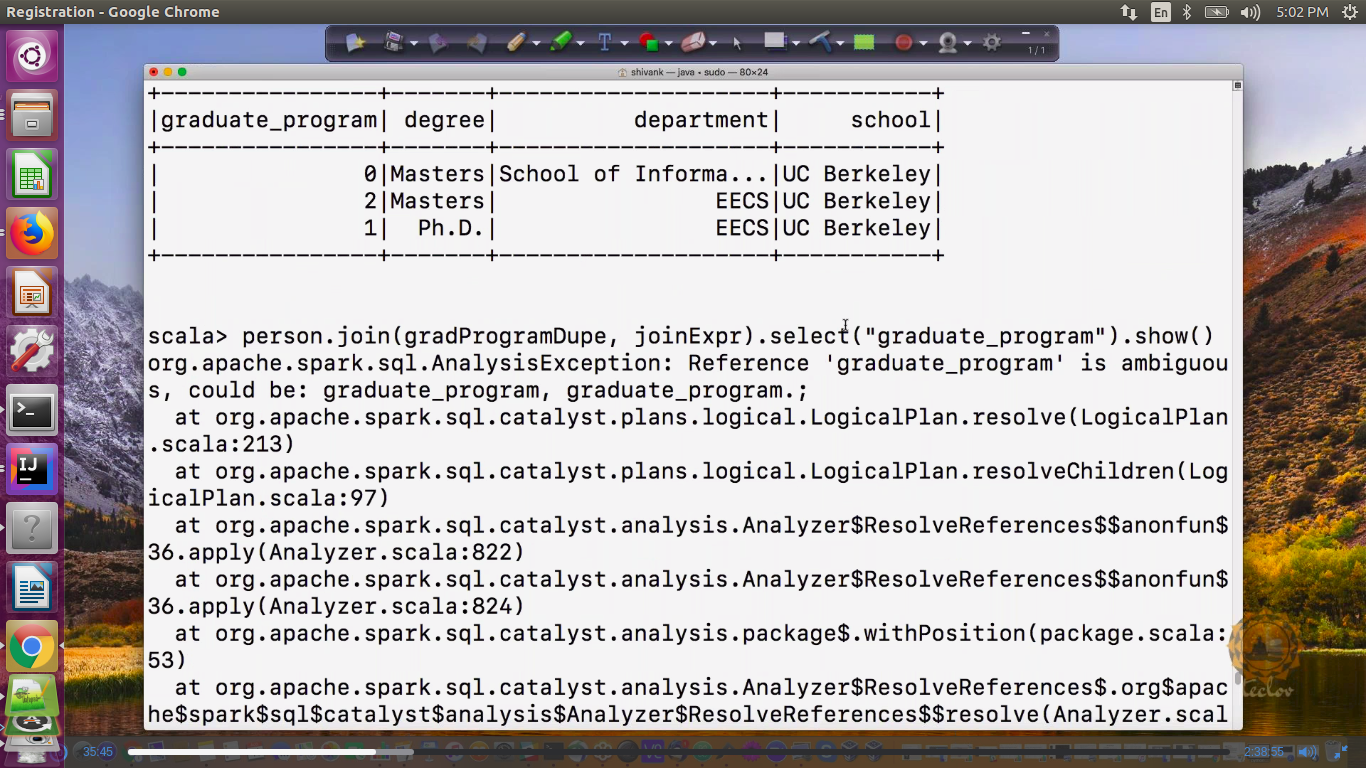 Registration - Google Chrome
En
5:02 PM
T
1/1
shivank — java • sudo — 80×24
+-----------------+-------+--------------------+-----------+
|graduate_program| degree|          department|     school|
+-----------------+-------+--------------------+-----------+
|               0|Masters|School of Informa...|UC Berkeley|
|               2|Masters|                EECS|UC Berkeley|
|               1|  Ph.D.|                EECS|UC Berkeley|
+-----------------+-------+--------------------+-----------+
scala> person.join(gradProgramDupe, joinExpr).select("graduate_program").show()
org.apache.spark.sql.AnalysisException: Reference 'graduate_program' is ambiguou
s, could be: graduate_program, graduate_program.;
  at org.apache.spark.sql.catalyst.plans.logical.LogicalPlan.resolve(LogicalPlan
.scala:213)
  at org.apache.spark.sql.catalyst.plans.logical.LogicalPlan.resolveChildren(Log
icalPlan.scala:97)
  at org.apache.spark.sql.catalyst.analysis.Analyzer$ResolveReferences$$anonfun$
36.apply(Analyzer.scala:822)
  at org.apache.spark.sql.catalyst.analysis.Analyzer$ResolveReferences$$anonfun$
36.apply(Analyzer.scala:824)
  at org.apache.spark.sql.catalyst.analysis.package$.withPosition(package.scala:
53)
  at org.apache.spark.sql.catalyst.analysis.Analyzer$ResolveReferences$.org$apac
he$spark$sql$catalyst$analysis$Analyzer$ResolveReferences$$resolve(Analyzer.scal
IJ
35:45
2:38:55